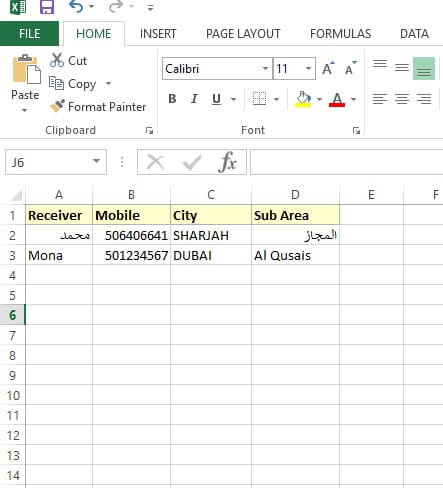 FILE HOME INSERT PAGE LAYOUT FORMULAS DATA
Cut
Copy
Format Painter
Paste
Clipboard
Calibri 11 A A
B I U A
Font
J6 fx
A B C D E F
1 Receiver Mobile City Sub Area
2 محمد 506406641 SHARJAH المجاز
3 Mona 501234567 DUBAI Al Qusais
4
5
6
7
8
9
10
11
12
13
14